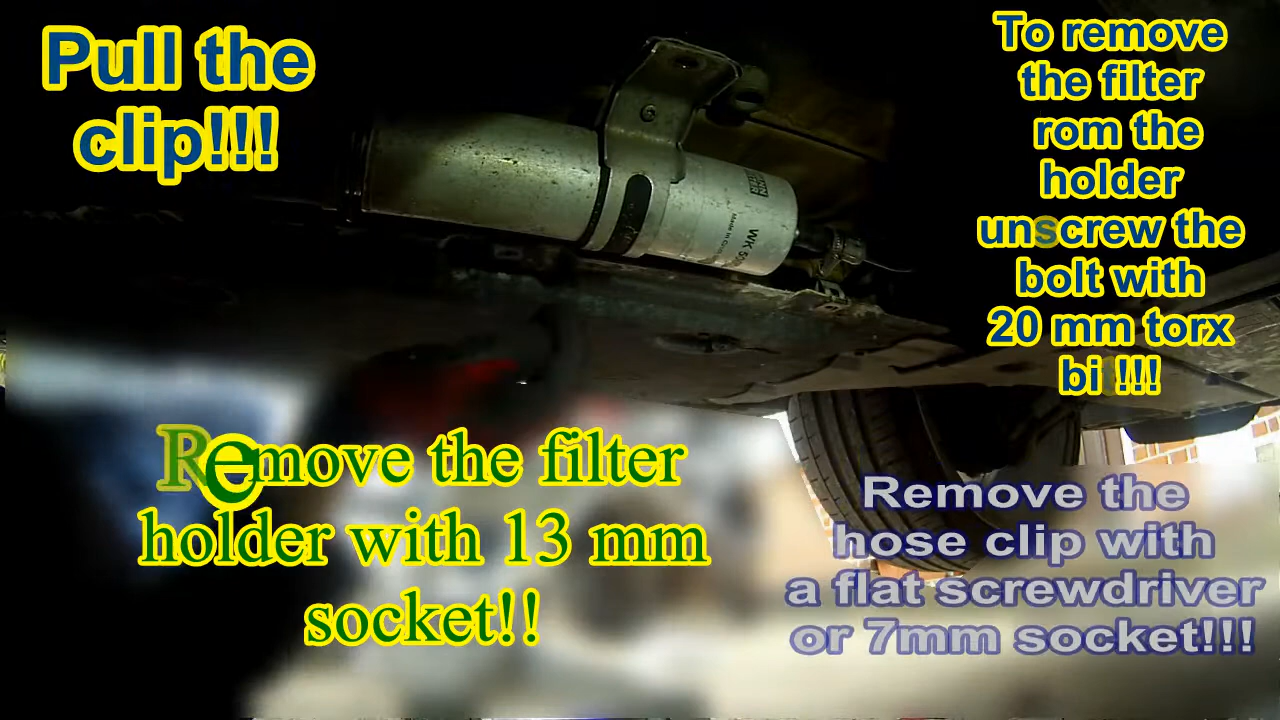 Pull the
clip!!!
To remove
the filter
rom the
holder
unscrew the
bolt with
20 mm torx
bi !!!
WK
Remove the filter
holder with 13 mm
socket!!
Remove the
hose clip with
a flat screwdriver
or 7mm socket!!!